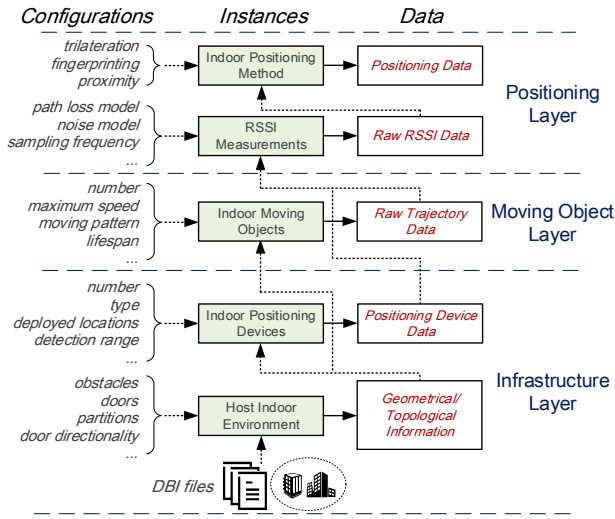 Configurations
Instances
Data
trilateration
fingerprinting
proximity
Indoor Positioning
Method
Positioning Data
Positioning
Layer
path loss model
noise model
sampling frequency
...
RSSI
Measurements
Raw RSSI Data
number
maximum speed
moving pattern
lifespan
...
Indoor Moving
Objects
Raw Trajectory
Data
Moving Object
Layer
number
type
deployed locations
detection range
...
Indoor Positioning
Devices
Positioning Device
Data
Infrastructure
Layer
obstacles
doors
partitions
door directionality
...
Host Indoor
Environment
Geometrical/
Topological
Information
DBI files